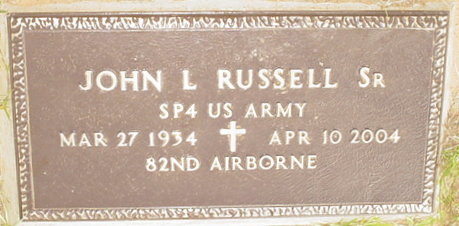 JOHN L RUSSELL SR
SP4 US ARMY
MAR 27 1934 APR 10 2004
82ND AIRBORNE